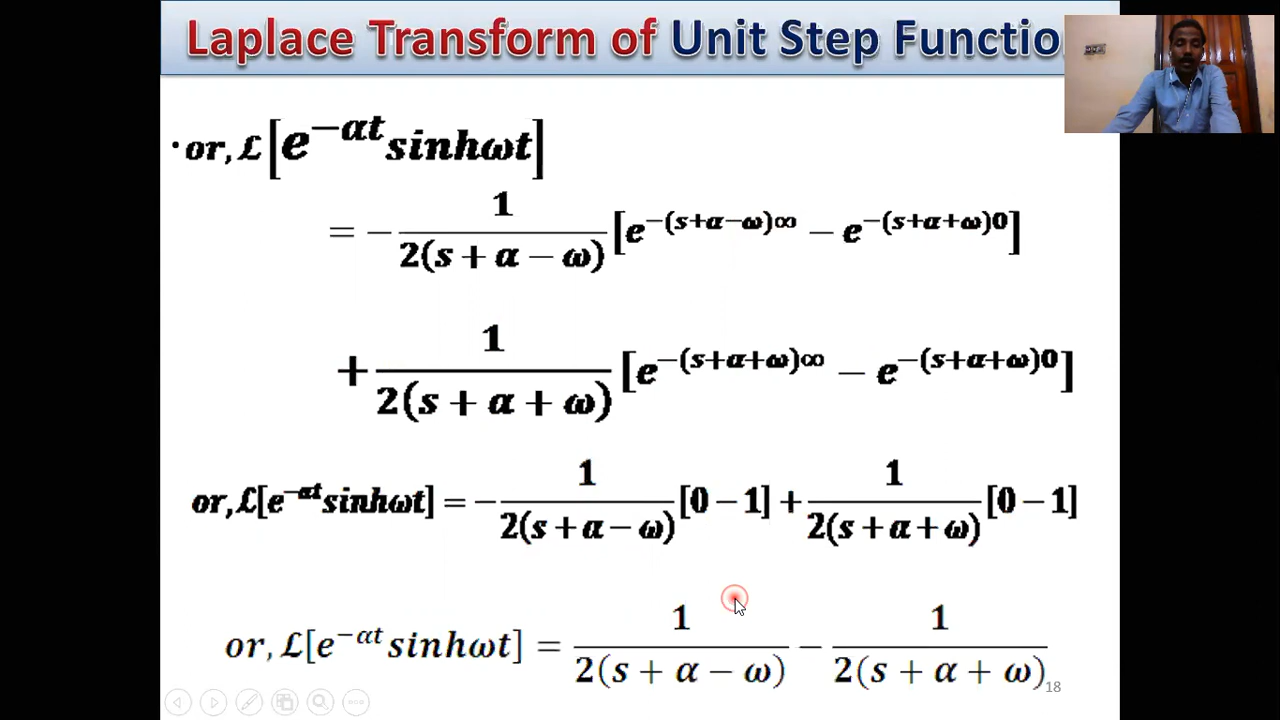 Laplace Transform of Unit Step Functio
· or, ℒ[e^{−αt} sinhωt]
= − 1/2(s + α − ω) [e^{−(s+α−ω)∞} − e^{−(s+α+ω)0}]
+ 1/2(s + α + ω) [e^{−(s+α+ω)∞} − e^{−(s+α+ω)0}]
or, ℒ[e^{−αt} sinhωt] = − 1/2(s + α − ω) [0 − 1] + 1/2(s + α + ω) [0 − 1]
or, ℒ[e^{−αt} sinhωt] = 1/2(s + α − ω) − 1/2(s + α + ω)
18